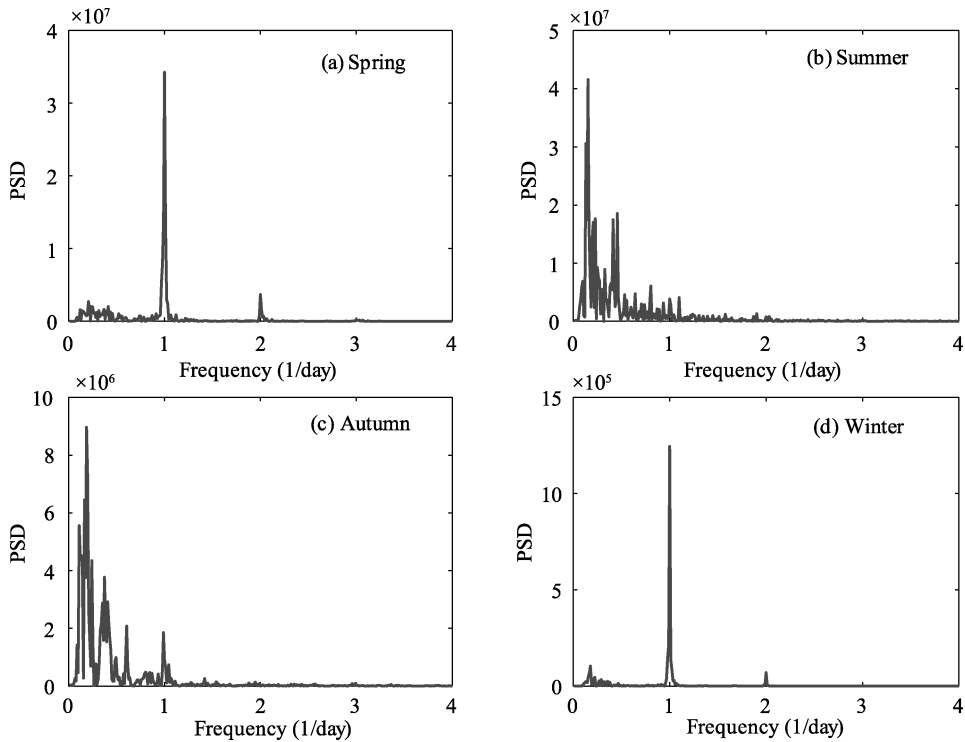 ×10⁷
(a) Spring
4
3
2
1
0
PSD
0 1 2 3 4
Frequency (1/day)
×10⁷
(b) Summer
5
4
3
2
1
0
PSD
0 1 2 3 4
Frequency (1/day)
×10⁶
(c) Autumn
10
8
6
4
2
0
PSD
0 1 2 3 4
Frequency (1/day)
×10⁵
(d) Winter
15
10
5
0
PSD
0 1 2 3 4
Frequency (1/day)